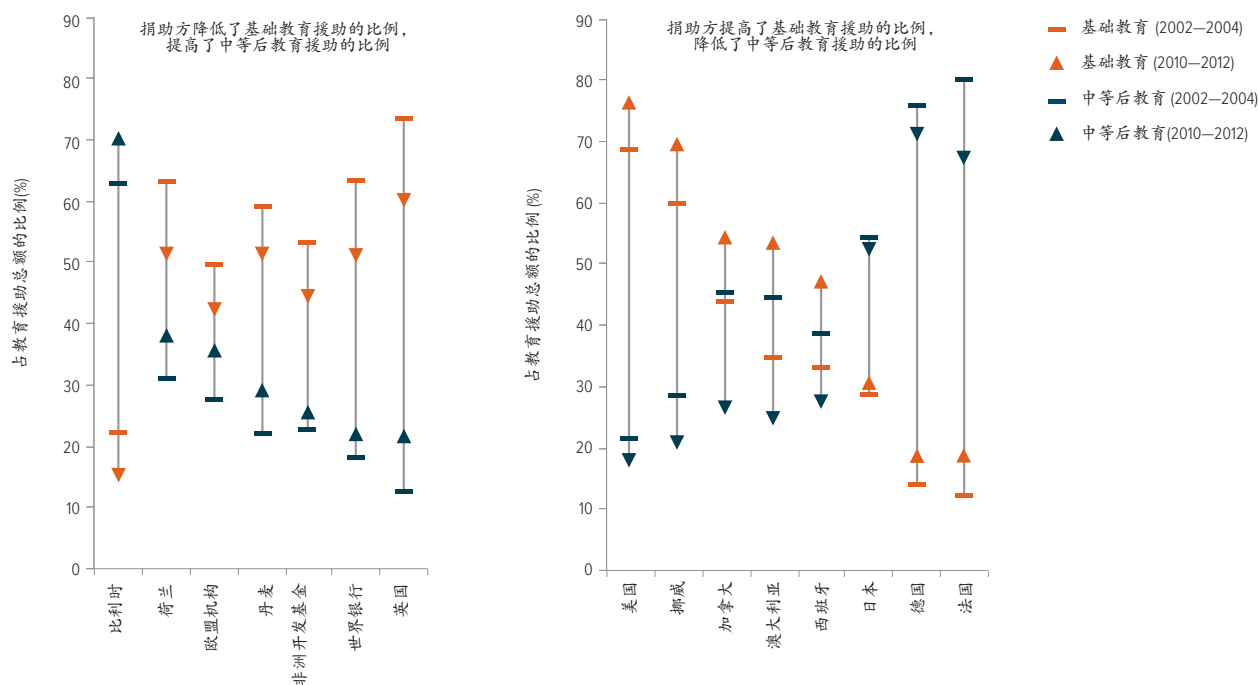 捐助方降低了基础教育援助的比例，
提高了中等后教育援助的比例
占教育援助总额的比例(%)
90
80
70
60
50
40
30
20
10
0
比利时
荷兰
欧盟机构
丹麦
非洲开发基金
世界银行
英国
捐助方提高了基础教育援助的比例，
降低了中等后教育援助的比例
占教育援助总额的比例 (%)
90
80
70
60
50
40
30
20
10
0
美国
挪威
加拿大
澳大利亚
西班牙
日本
德国
法国
基础教育 (2002—2004)
基础教育 (2010—2012)
中等后教育 (2002—2004)
中等后教育(2010—2012)